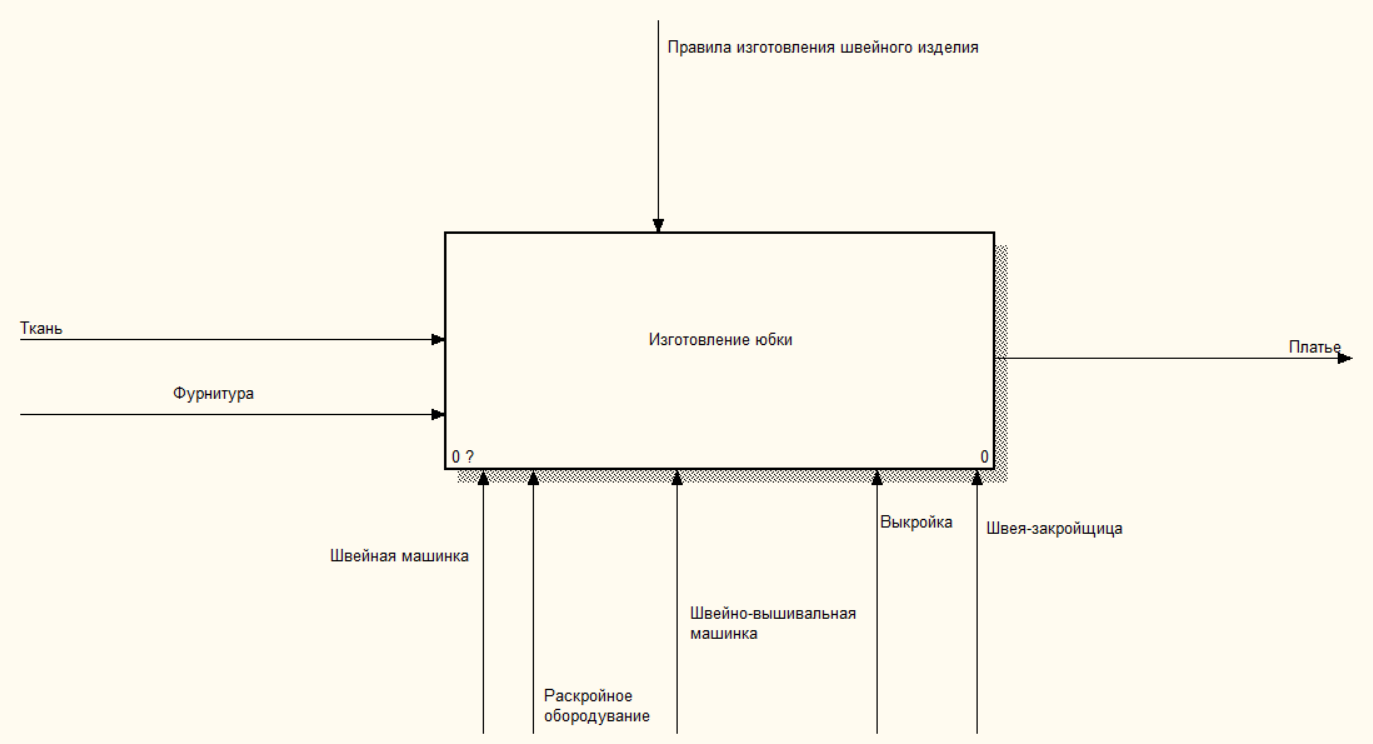 Правила изготовления швейного изделия
Ткань
Изготовление юбки
Платье
Фурнитура
0 ?
0
Выкройка
Швея-закройщица
Швейная машинка
Швейно-вышивальная
машинка
Раскройное
обородувание